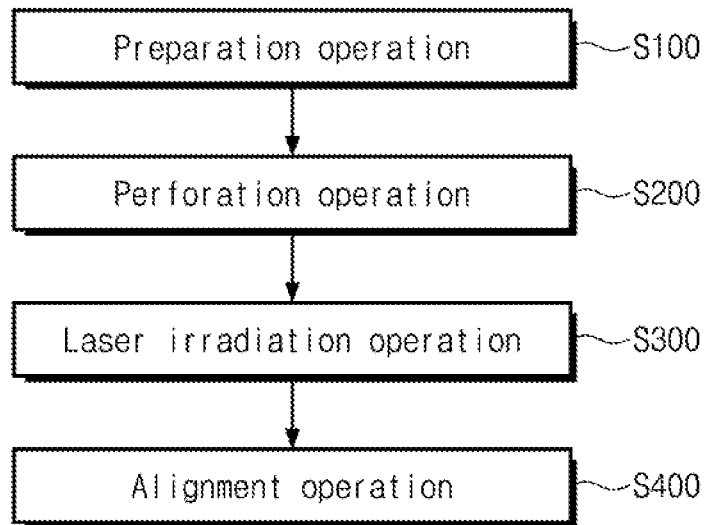 Preparation operation S100
Perforation operation S200
Laser irradiation operation S300
Alignment operation S400